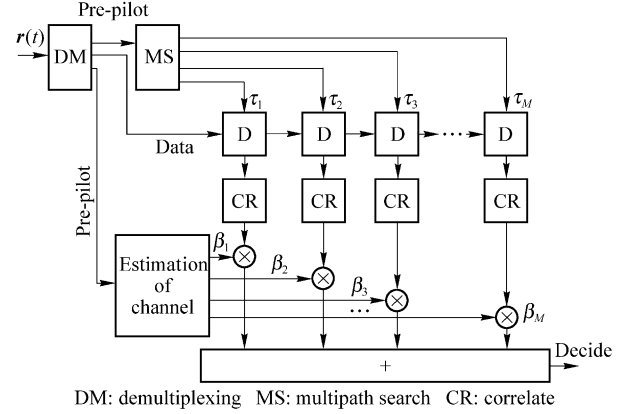 Pre-pilot
r(t)
DM
MS
τ1
τ2
τ3
τM
D
D
D
...
D
Data
Pre-pilot
CR
CR
CR
CR
β1
β2
β3
...
βM
Estimation
of
channel
×
×
×
×
+
Decide
DM: demultiplexing MS: multipath search CR: correlate